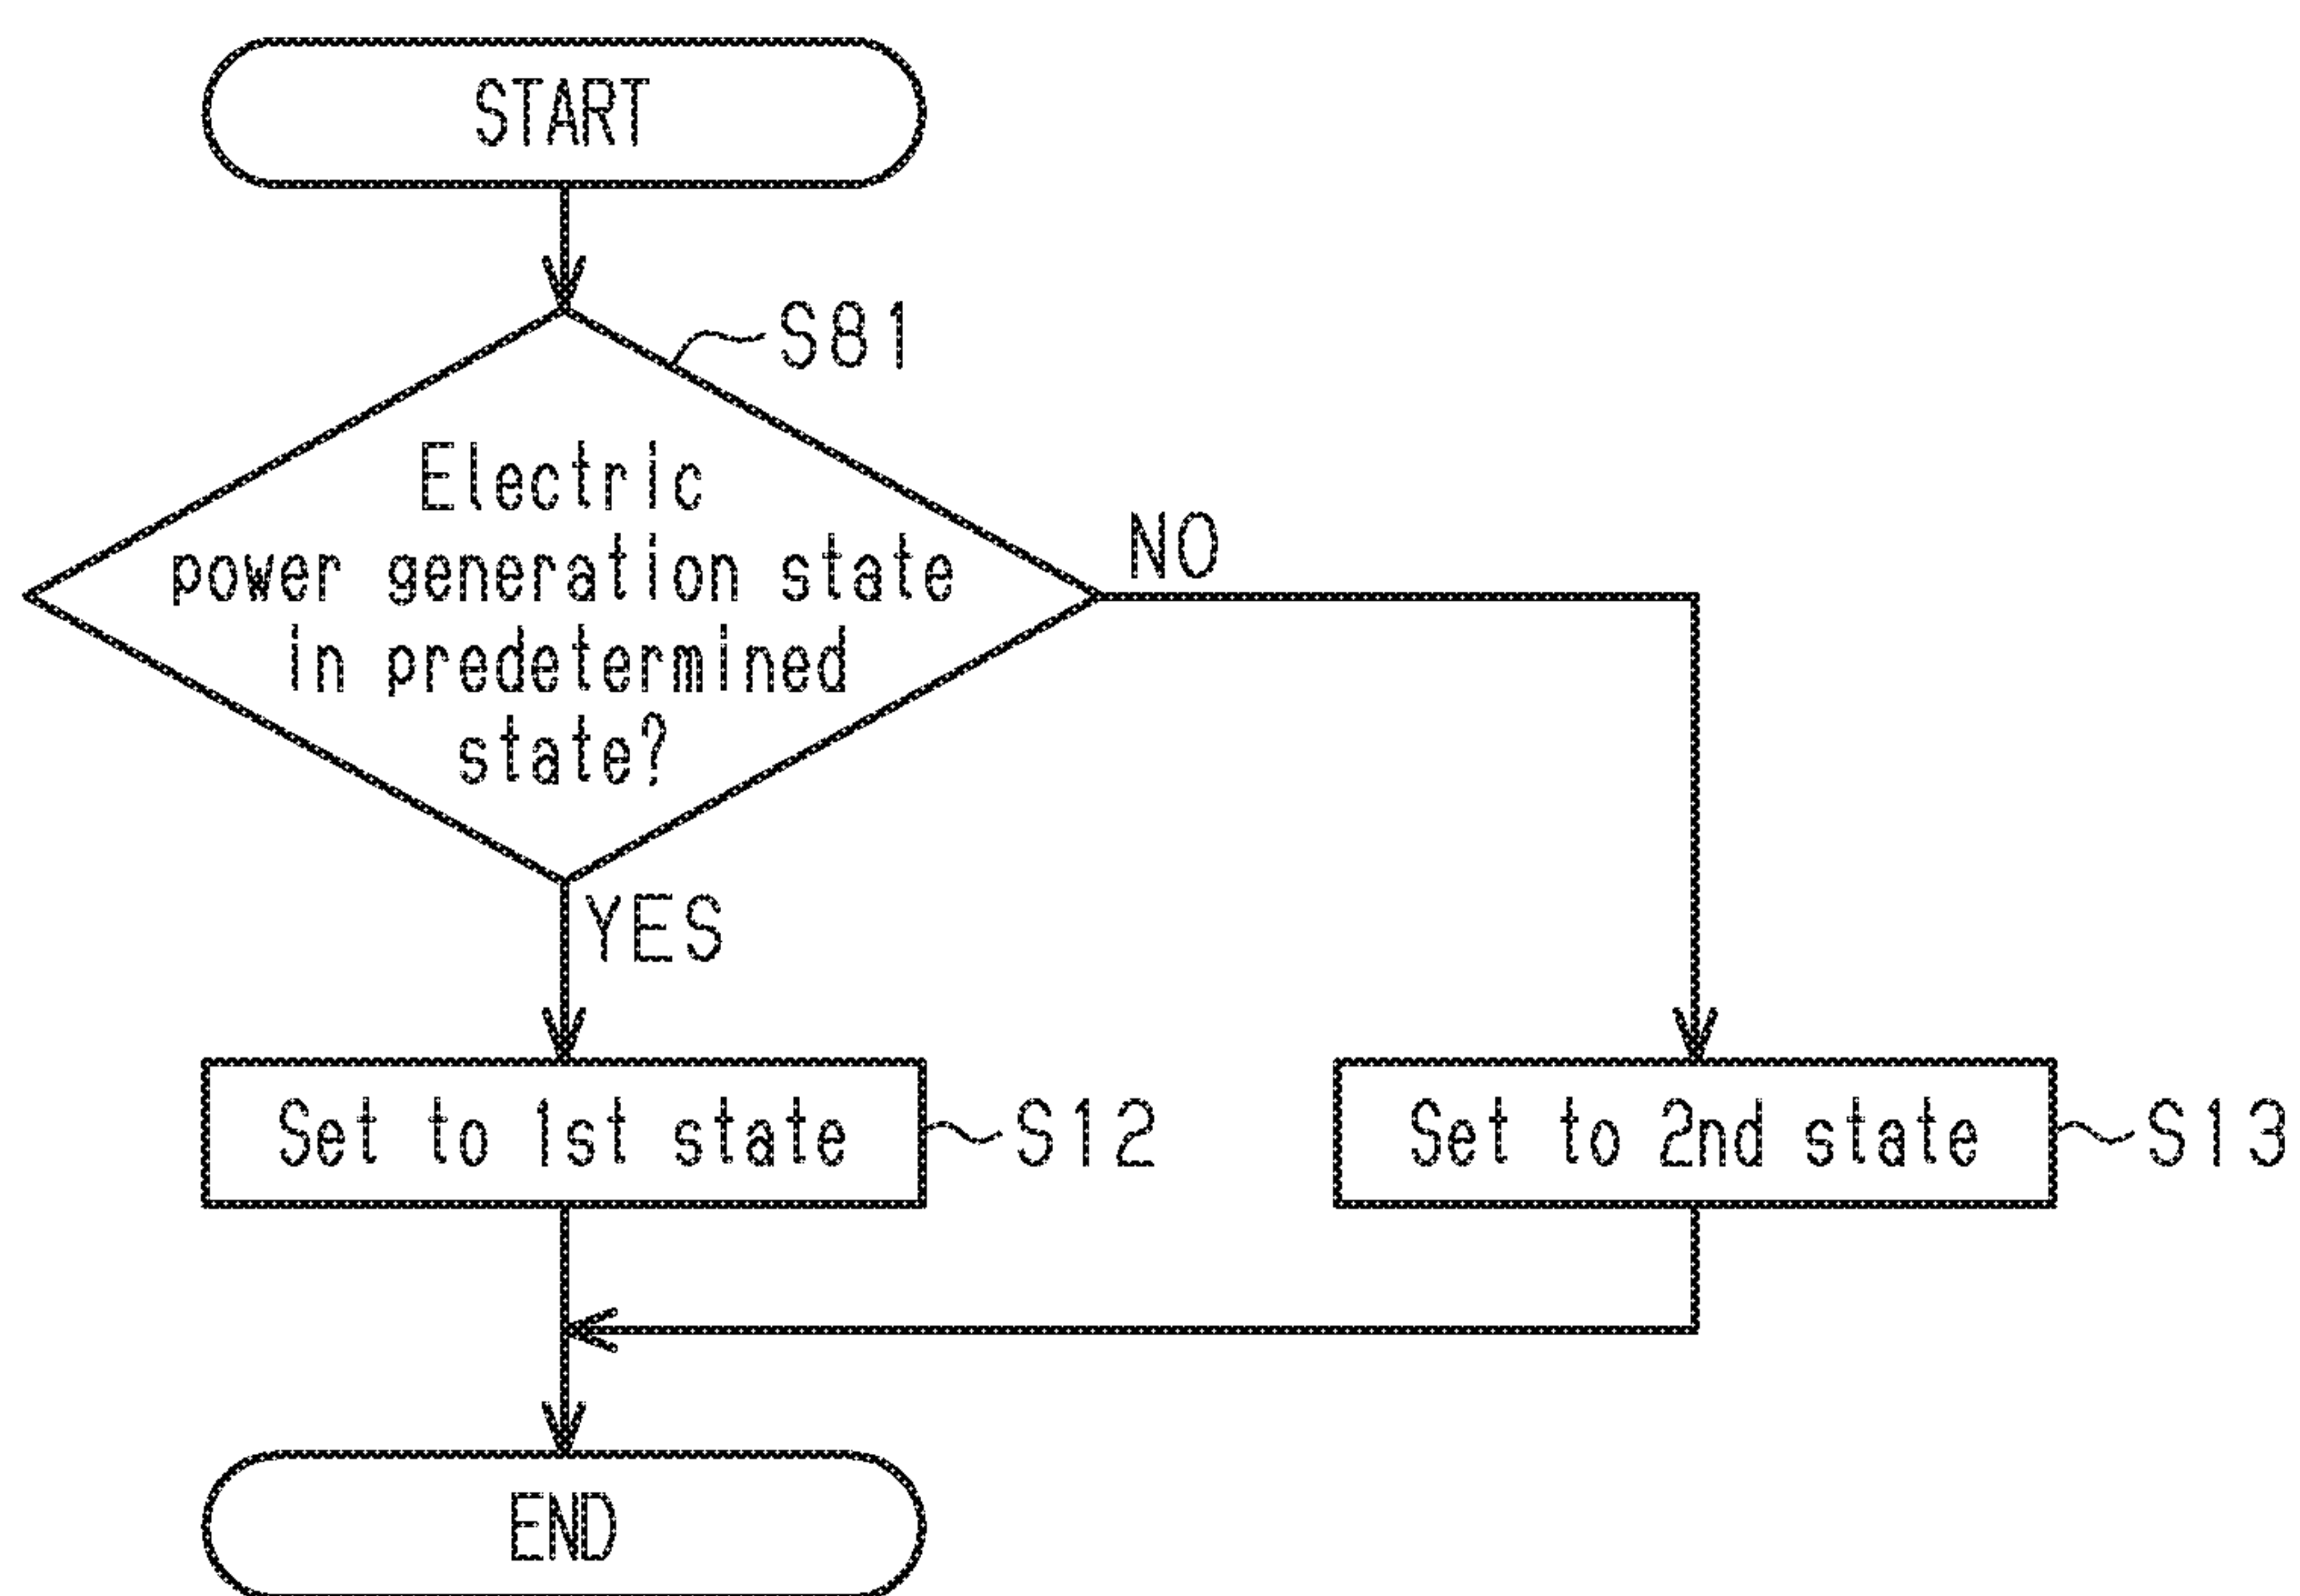 START
S81
Electric
power generation state
in predetermined
state?
NO
YES
Set to 1st state
S12
Set to 2nd state
S13
END